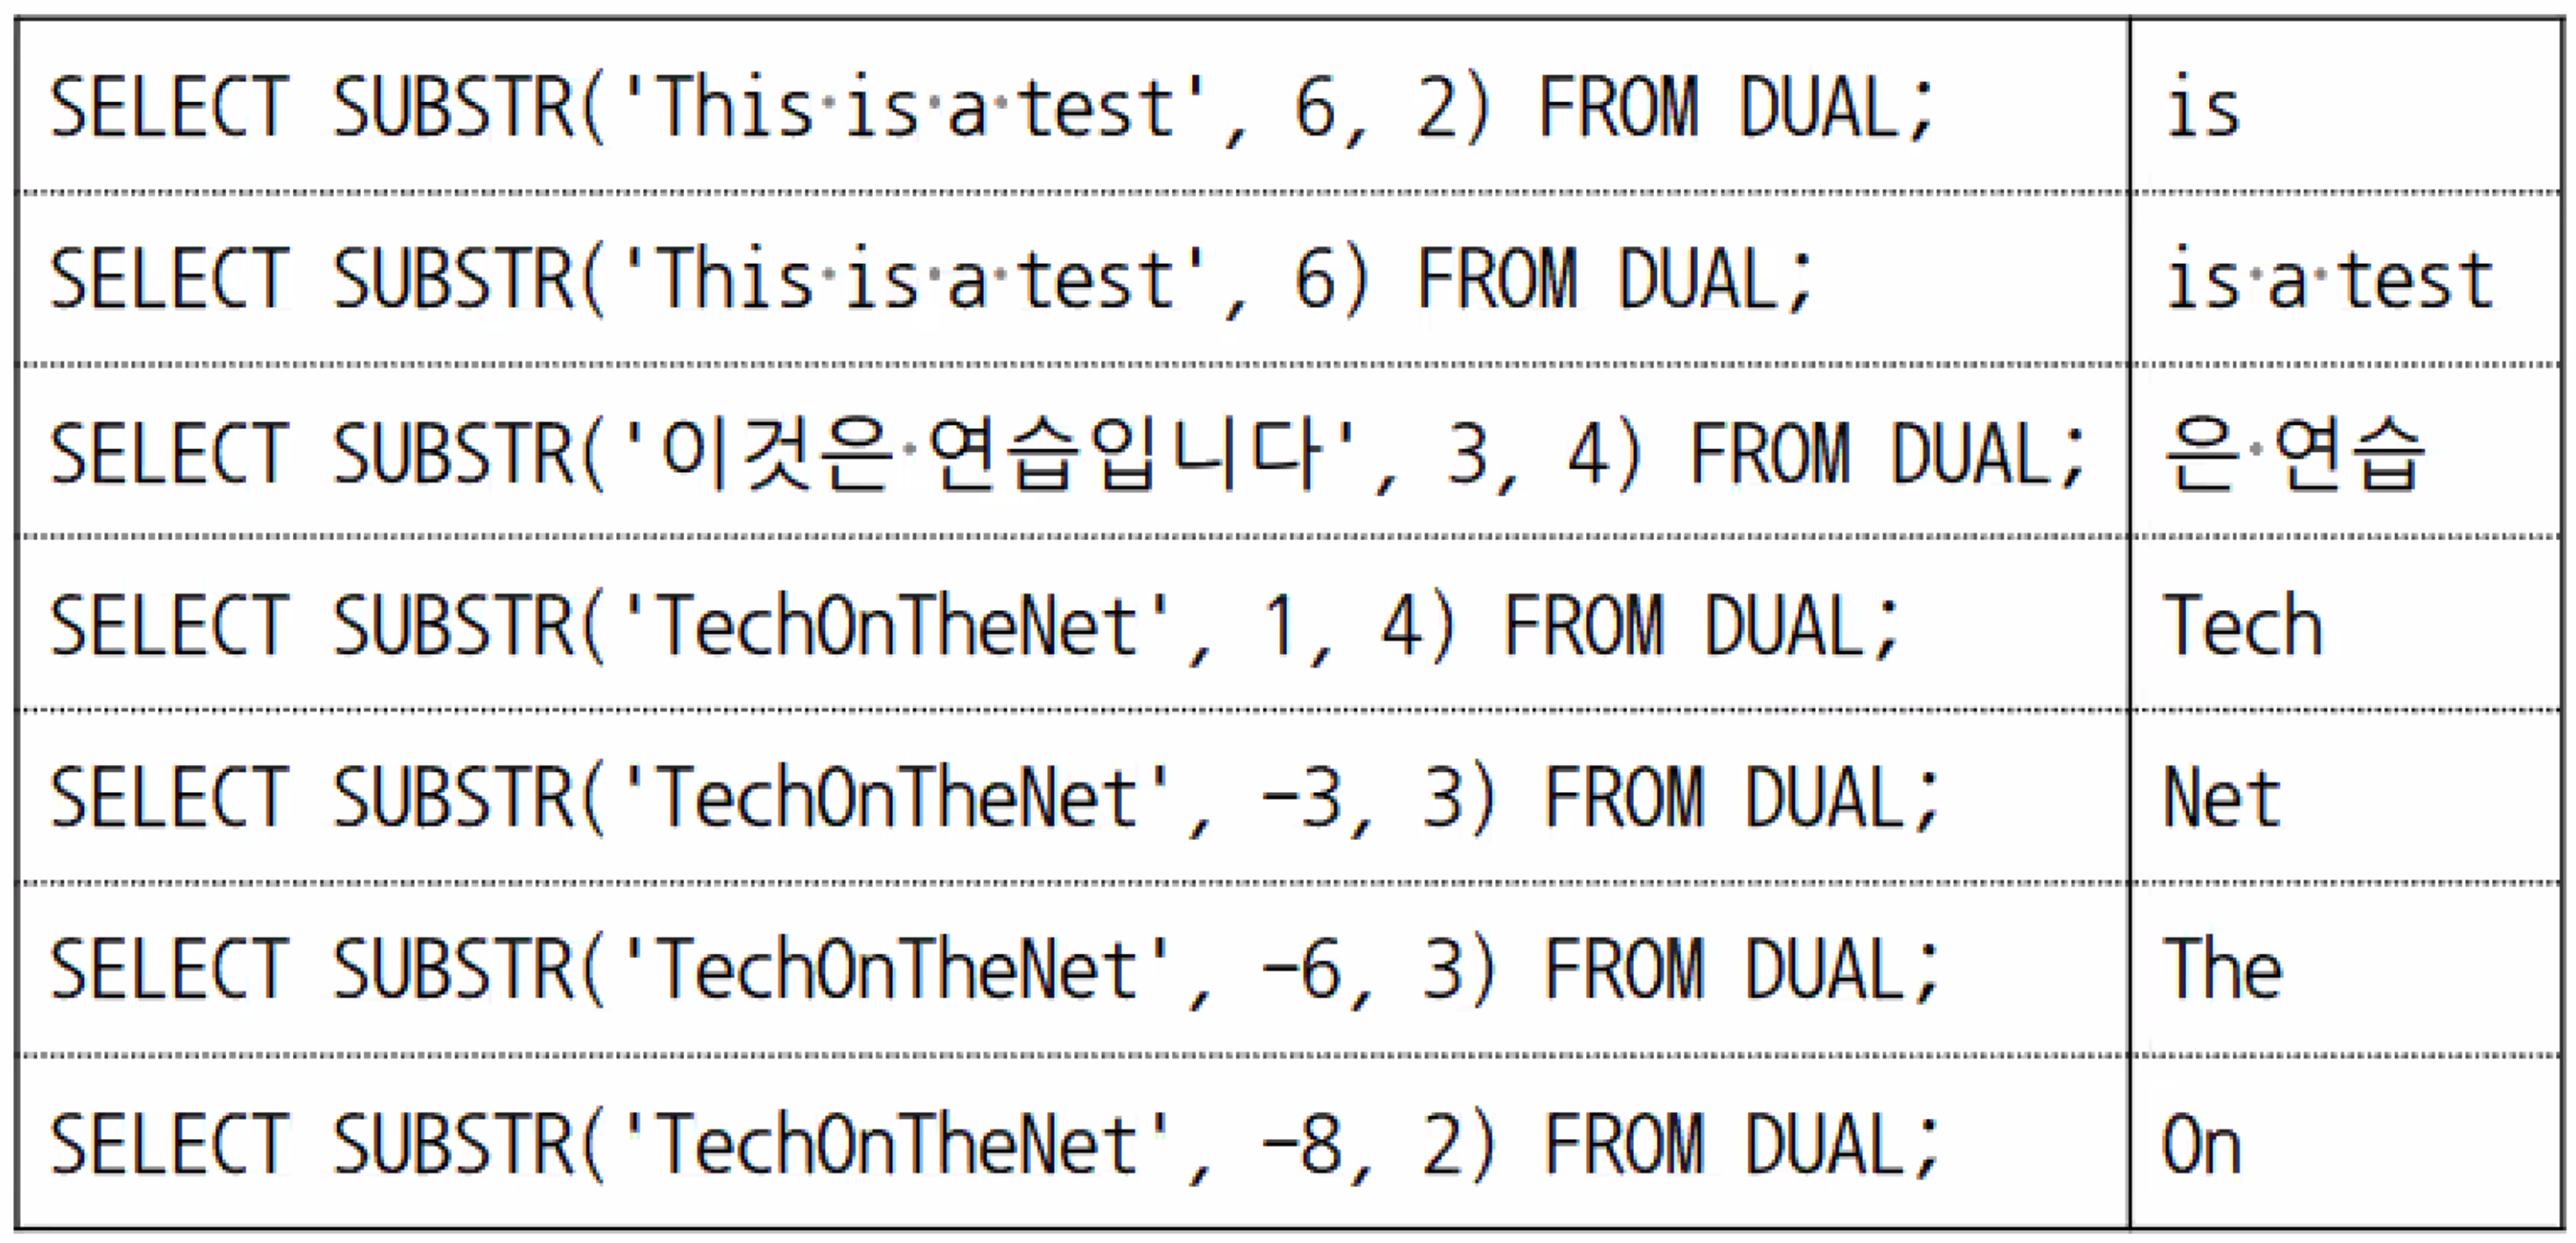 SELECT SUBSTR('This·is·a·test', 6, 2) FROM DUAL; is
SELECT SUBSTR('This·is·a·test', 6) FROM DUAL; is·a·test
SELECT SUBSTR('이것은·연습입니다', 3, 4) FROM DUAL; 은·연습
SELECT SUBSTR('TechOnTheNet', 1, 4) FROM DUAL; Tech
SELECT SUBSTR('TechOnTheNet', -3, 3) FROM DUAL; Net
SELECT SUBSTR('TechOnTheNet', -6, 3) FROM DUAL; The
SELECT SUBSTR('TechOnTheNet', -8, 2) FROM DUAL; On